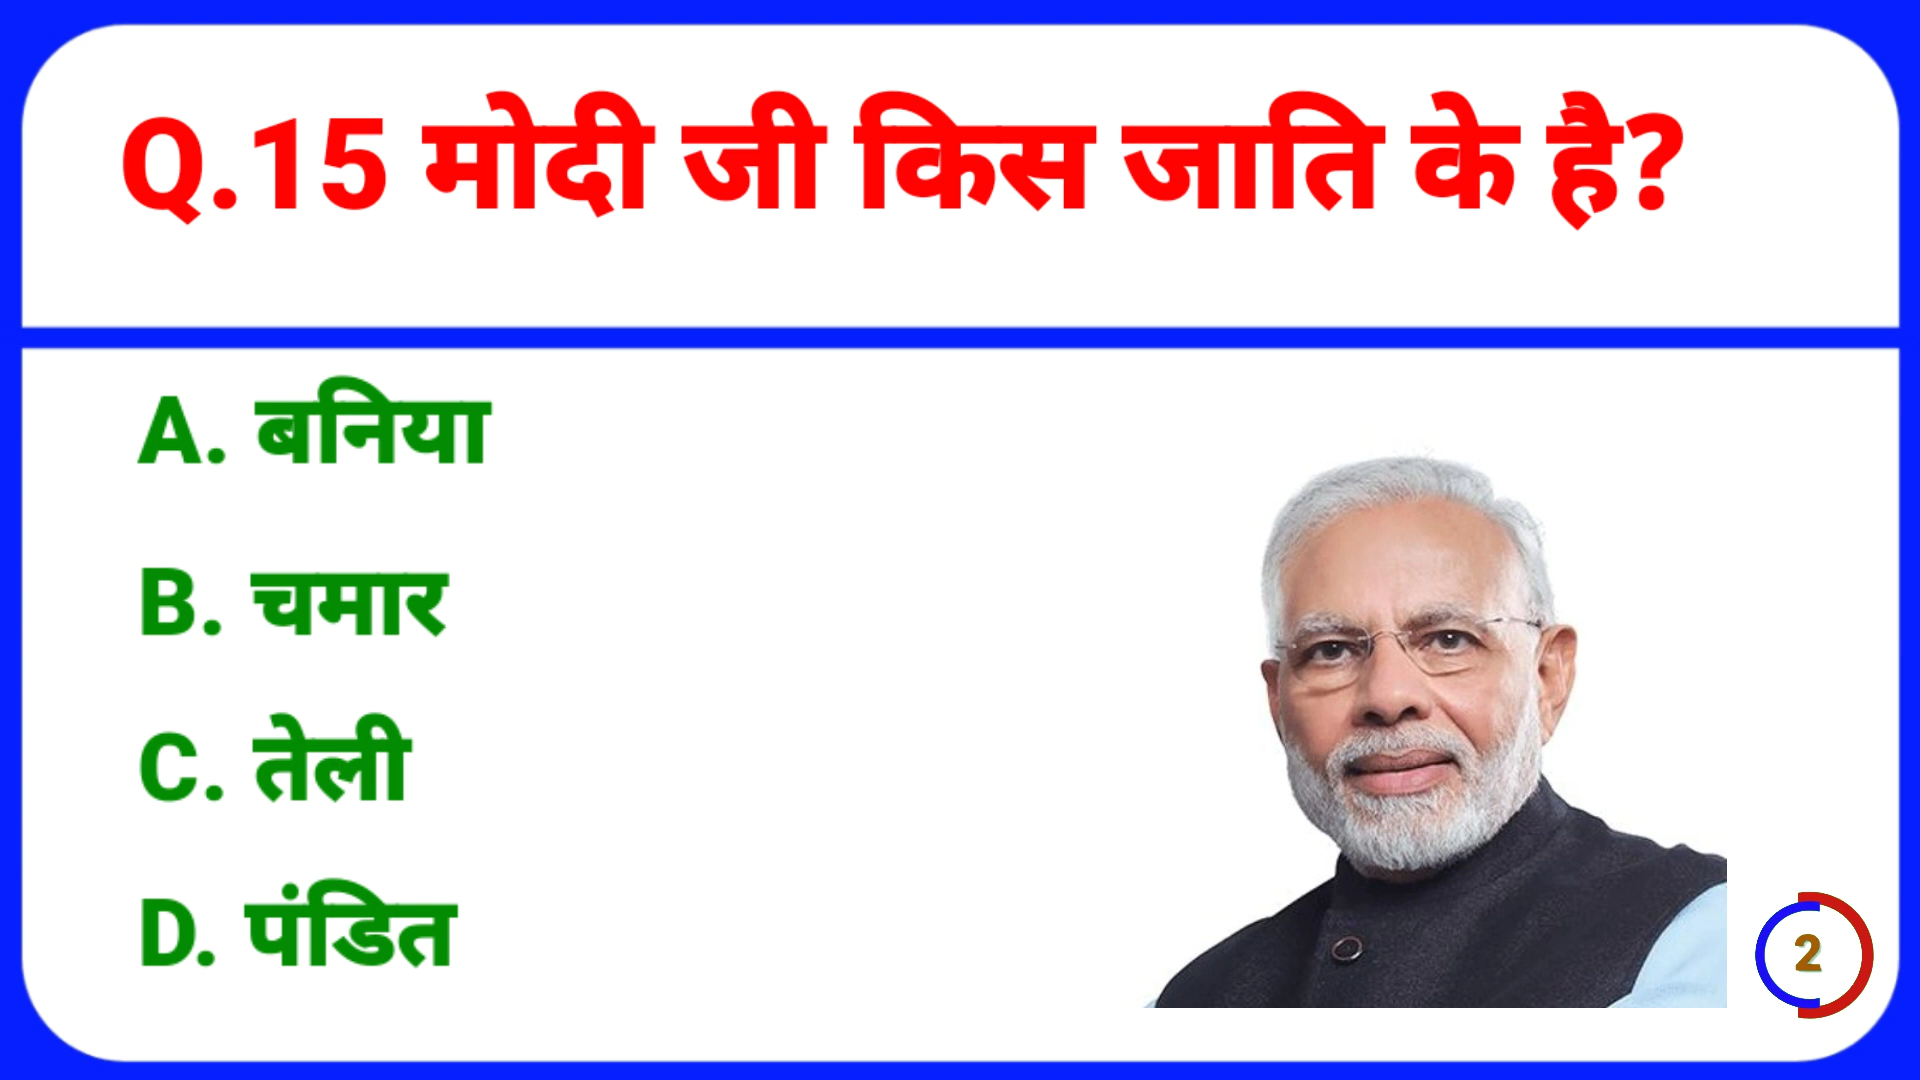 Q.15 मोदी जी किस जाति के है?
A. बनिया
B. चमार
C. तेली
D. पंडित
2